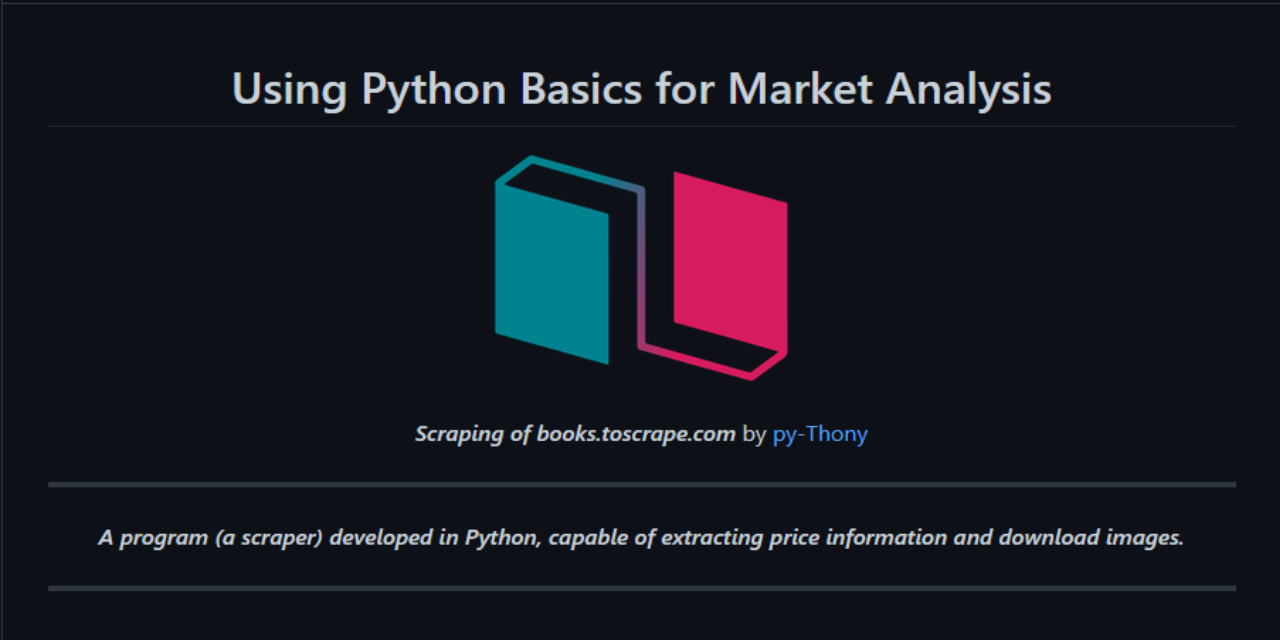 Using Python Basics for Market Analysis
Scraping of books.toscrape.com by py-Thony
A program (a scraper) developed in Python, capable of extracting price information and download images.